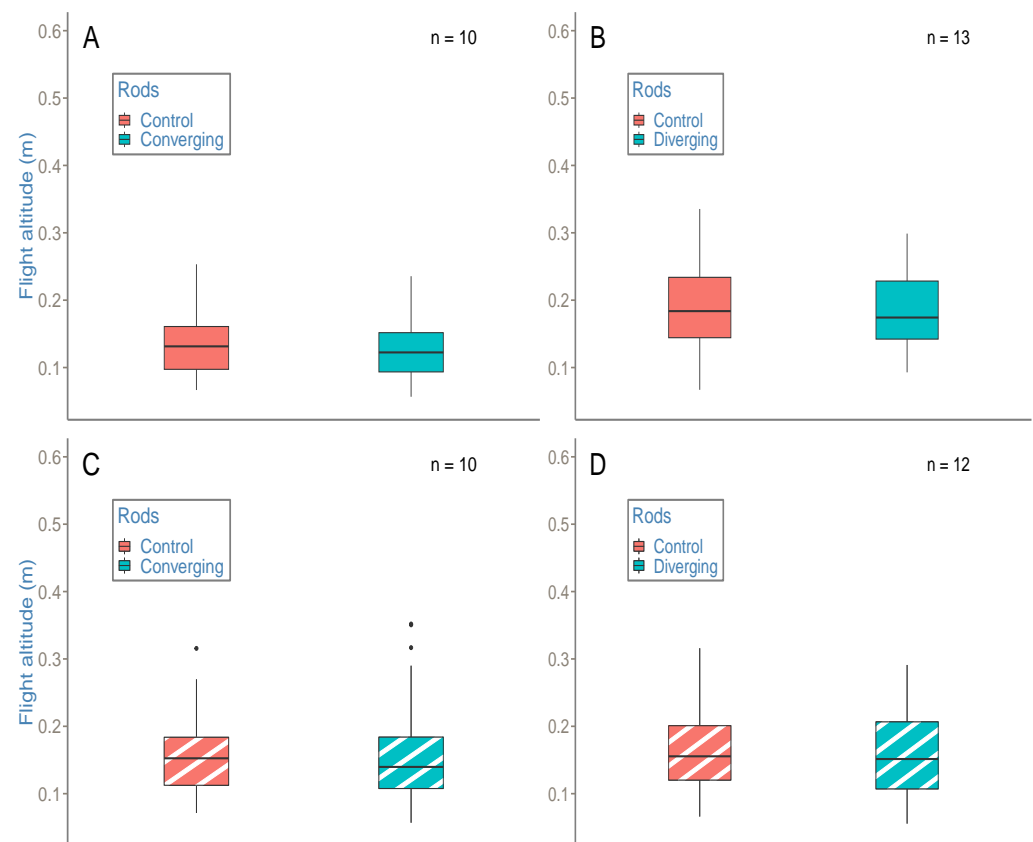 A
n = 10
Rods
Control
Converging
Flight altitude (m)
0.6
0.5
0.4
0.3
0.2
0.1
B
n = 13
Rods
Control
Diverging
0.6
0.5
0.4
0.3
0.2
0.1
C
n = 10
Rods
Control
Converging
Flight altitude (m)
0.6
0.5
0.4
0.3
0.2
0.1
D
n = 12
Rods
Control
Diverging
0.6
0.5
0.4
0.3
0.2
0.1